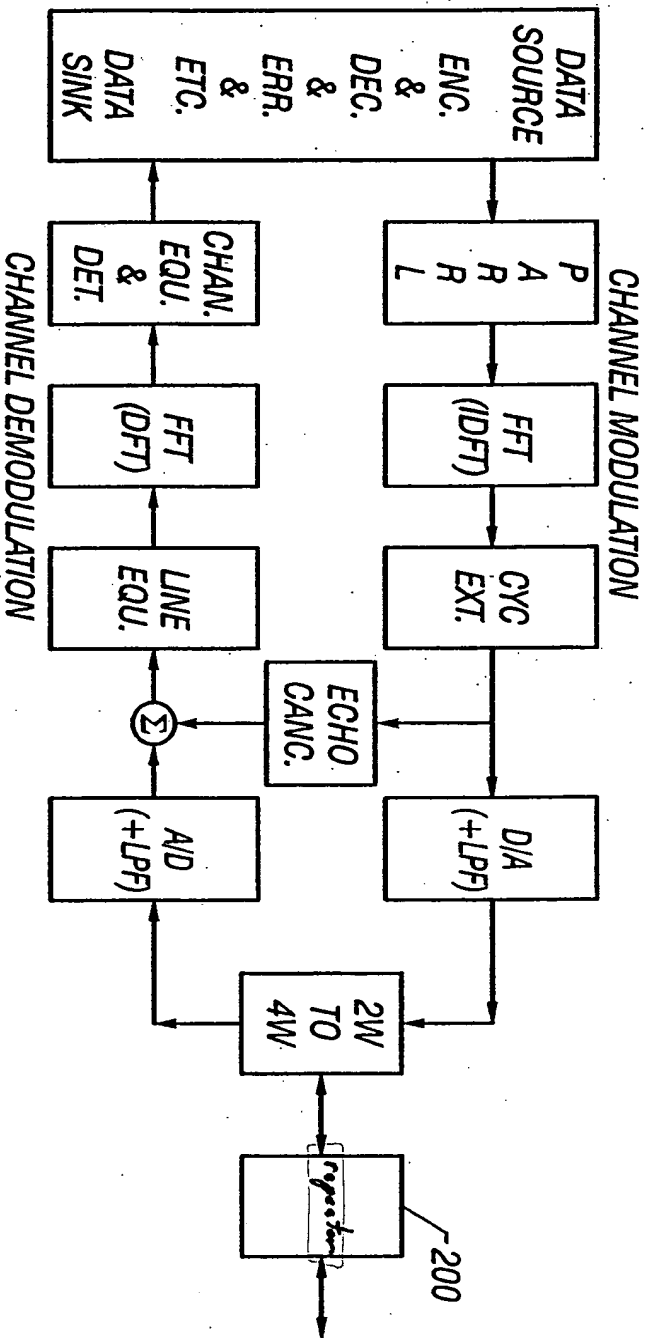 CHANNEL MODULATION
DATA
SOURCE
ENC.
&
DEC.
&
ERR.
&
ETC.
DATA
SINK
P
A
R
R
L
FFT
(IDFT)
CYC
EXT.
D/A
(+LPF)
ECHO
CANC.
2W
TO
4W
repeater
200
CHAN.
EQU.
&
DET.
FFT
(DFT)
LINE
EQU.
Σ
A/D
(+LPF)
CHANNEL DEMODULATION